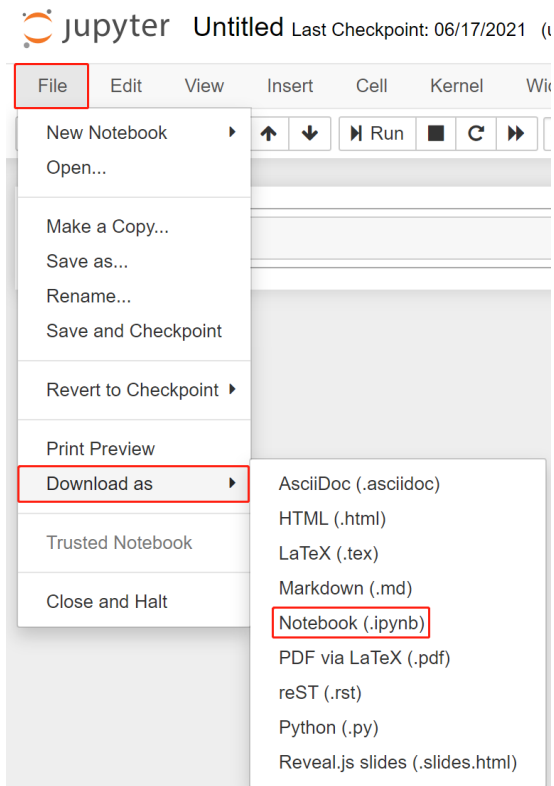 jupyter Untitled Last Checkpoint: 06/17/2021 (
File Edit View Insert Cell Kernel
New Notebook Run
Open...
Make a Copy...
Save as...
Rename...
Save and Checkpoint
Revert to Checkpoint
Print Preview
Download as
Trusted Notebook
Close and Halt
AsciiDoc (.asciidoc)
HTML (.html)
LaTeX (.tex)
Markdown (.md)
Notebook (.ipynb)
PDF via LaTeX (.pdf)
reST (.rst)
Python (.py)
Reveal.js slides (.slides.html)